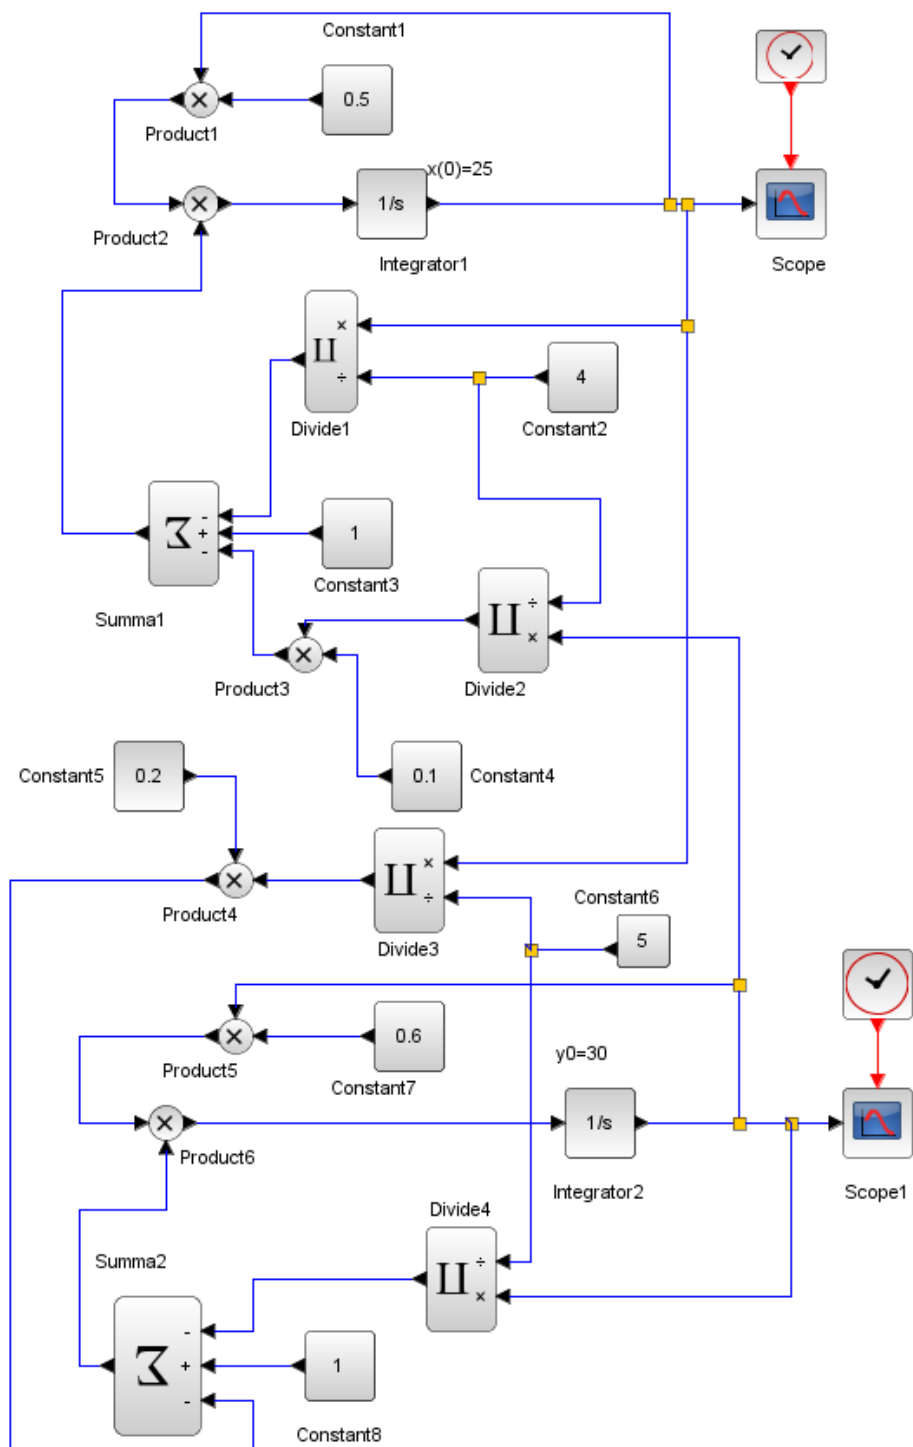 Constant1
0.5
Product1
x(0)=25
1/s
Product2
Integrator1
Scope
×
÷
4
Divide1
Constant2
Σ
-
+
-
1
Constant3
Summa1
÷
×
Product3
Divide2
Constant5
0.2
0.1
Constant4
×
÷
Product4
Constant6
5
Divide3
0.6
Product5
Constant7
y0=30
1/s
Product6
Integrator2
Scope1
Divide4
÷
×
Summa2
Σ
-
+
-
1
Constant8